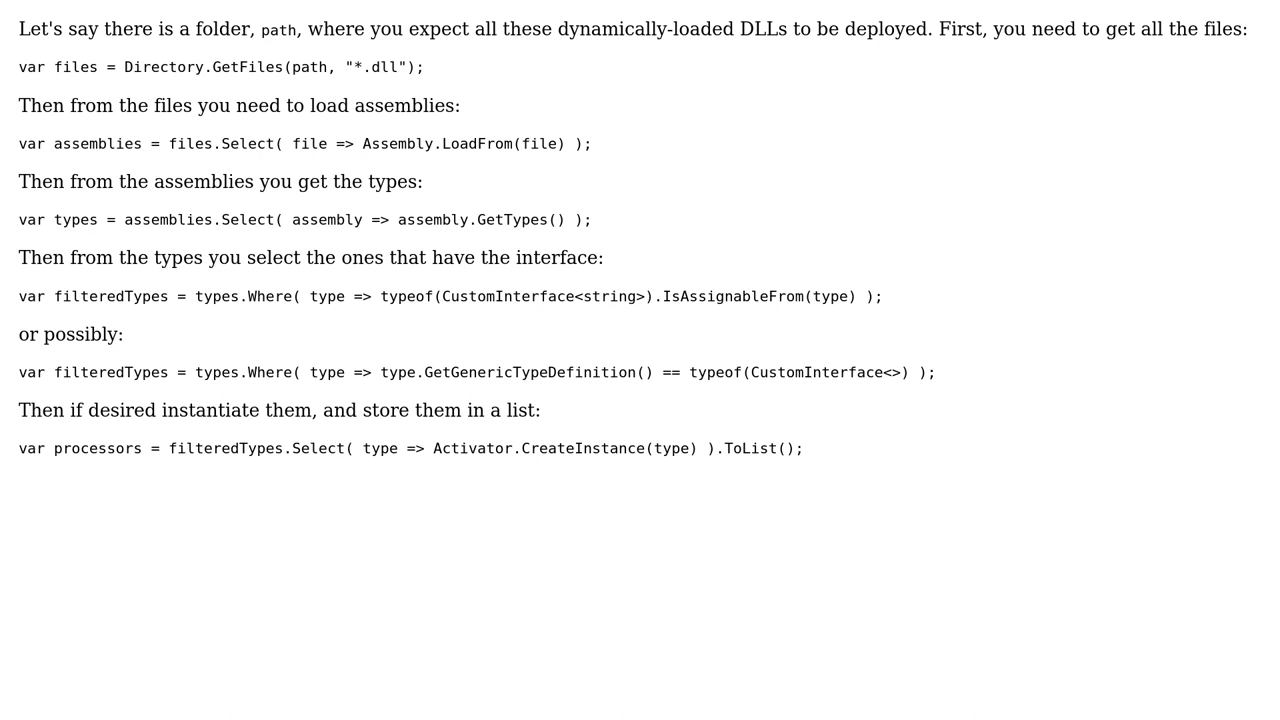 Let's say there is a folder, path, where you expect all these dynamically-loaded DLLs to be deployed. First, you need to get all the files:
var files = Directory.GetFiles(path, "*.dll");
Then from the files you need to load assemblies:
var assemblies = files.Select( file => Assembly.LoadFrom(file) );
Then from the assemblies you get the types:
var types = assemblies.Select( assembly => assembly.GetTypes() );
Then from the types you select the ones that have the interface:
var filteredTypes = types.Where( type => typeof(CustomInterface<string>).IsAssignableFrom(type) );
or possibly:
var filteredTypes = types.Where( type => type.GetGenericTypeDefinition() == typeof(CustomInterface<>) );
Then if desired instantiate them, and store them in a list:
var processors = filteredTypes.Select( type => Activator.CreateInstance(type) ).ToList();